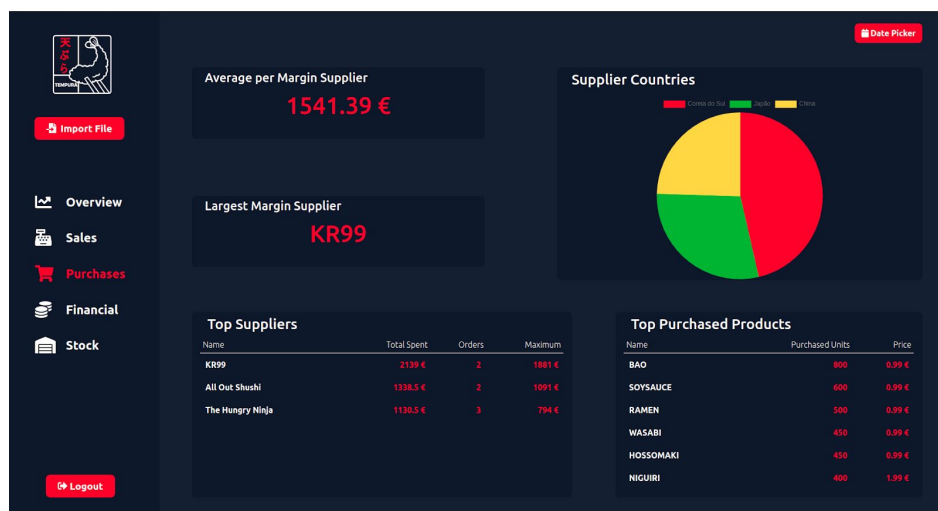 天ぷら
TEMPURA
Import File
Overview
Sales
Purchases
Financial
Stock
Logout
Date Picker
Average per Margin Supplier
1541.39 €
Supplier Countries
Coreia do Sul Japão China
Largest Margin Supplier
KR99
Top Suppliers
Name Total Spent Orders Maximum
KR99 2139 € 2 1881 €
All Out Shushi 1338.5 € 2 1091 €
The Hungry Ninja 1130.5 € 3 794 €
Top Purchased Products
Name Purchased Units Price
BAO 800 0.99 €
SOYSAUCE 600 0.99 €
RAMEN 500 0.99 €
WASABI 450 0.99 €
HOSSOMAKI 450 0.99 €
NIGUIRI 400 1.99 €